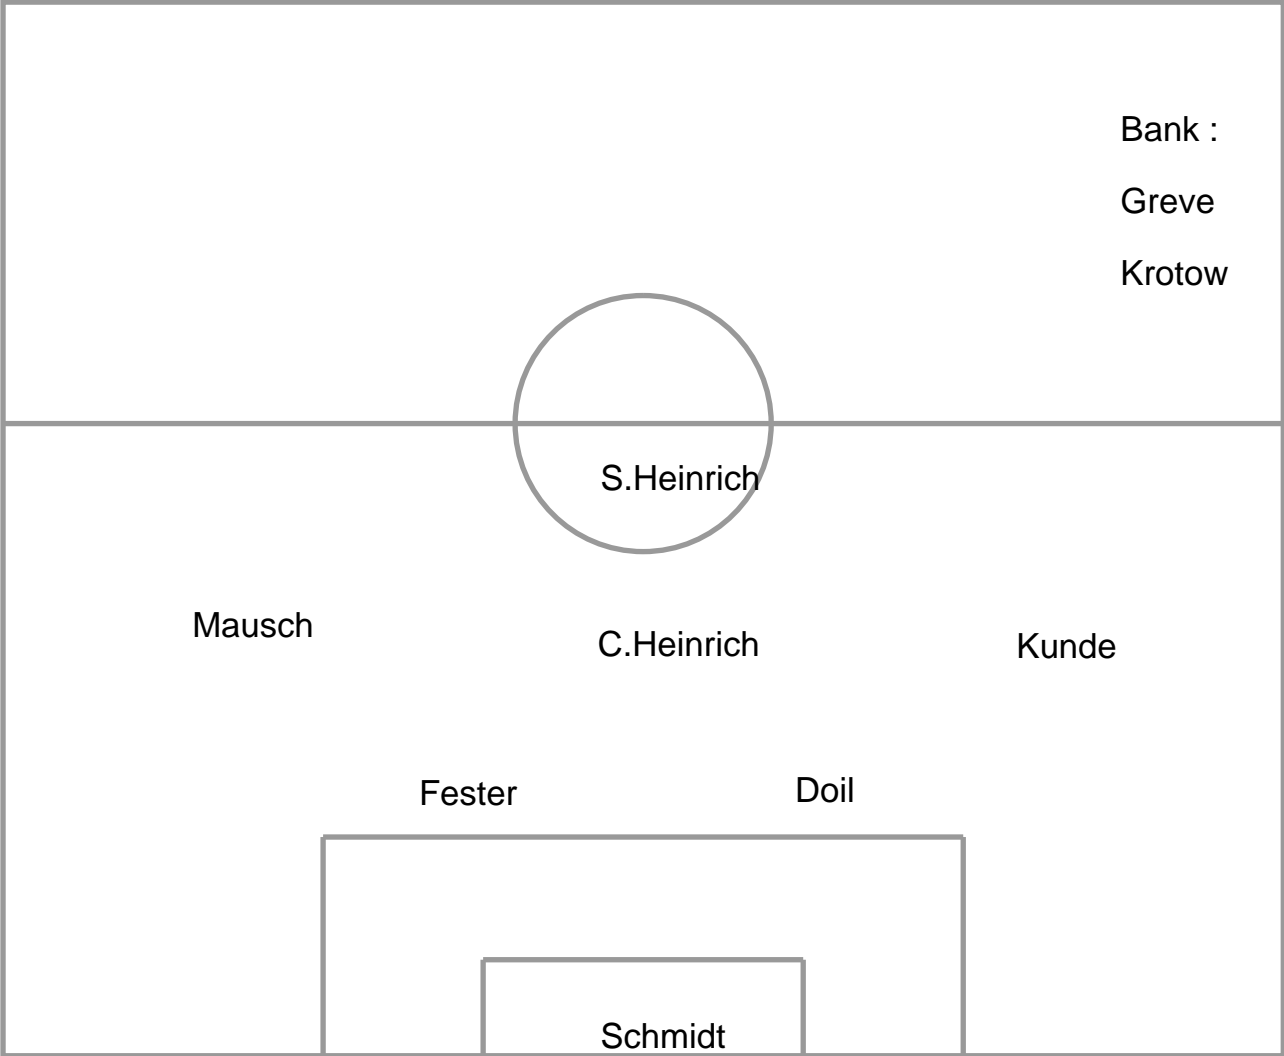 Bank :
Greve
Krotow
S.Heinrich
Mausch
C.Heinrich
Kunde
Fester
Doil
Schmidt